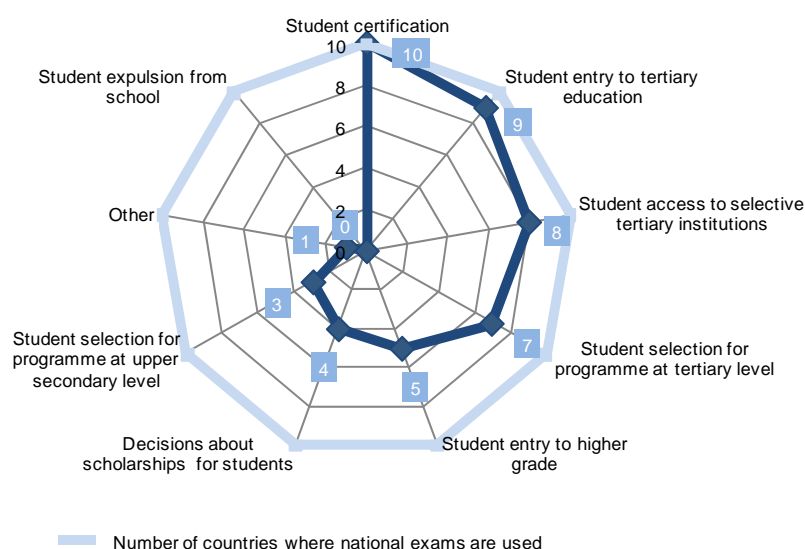 Student certification
10
10
Student expulsion from
school
Student entry to tertiary
education
8
9
6
4
Student access to selective
tertiary institutions
Other
2
0
8
1
0
3
Student selection for
programme at upper
secondary level
7
Student selection for
programme at tertiary level
4
5
Decisions about
scholarships for students
Student entry to higher
grade
Number of countries where national exams are used